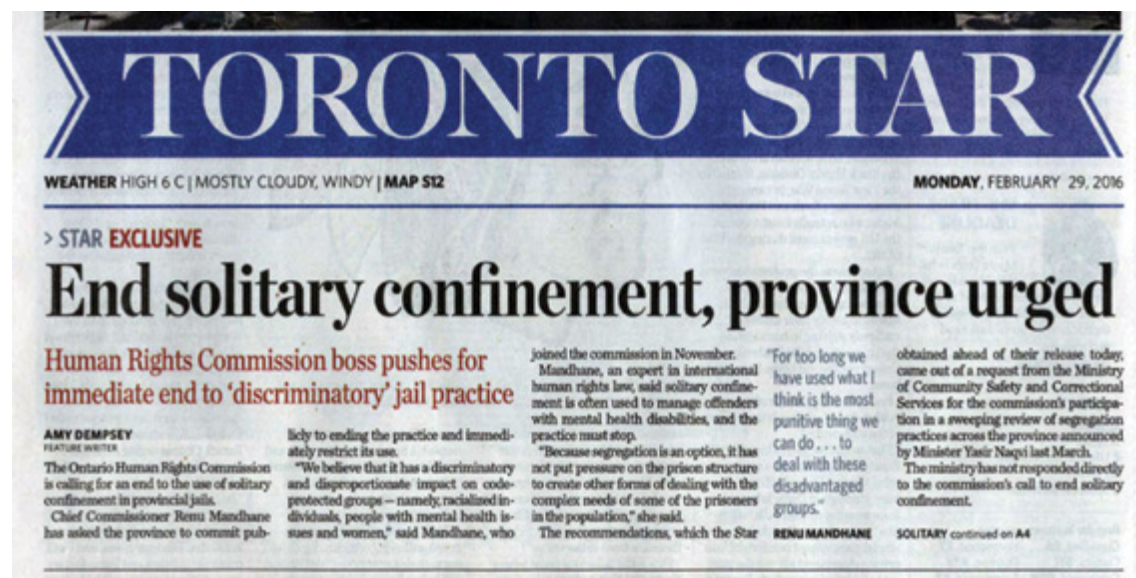 TORONTO STAR
WEATHER HIGH 6 C | MOSTLY CLOUDY, WINDY | MAP S12
MONDAY, FEBRUARY 29, 2016
> STAR EXCLUSIVE
End solitary confinement, province urged
Human Rights Commission boss pushes for
immediate end to ‘discriminatory’ jail practice
AMY DEMPSEY
FEATURE WRITER
The Ontario Human Rights Commission
is calling for an end to the use of solitary
confinement in provincial jails.
Chief Commissioner Renu Mandhane
has asked the province to commit pub-
licly to ending the practice and immedi-
ately restrict its use.
“We believe that it has a discriminatory
and disproportionate impact on code-
protected groups — namely, racialized in-
dividuals, people with mental health is-
sues and women,” said Mandhane, who
joined the commission in November.
Mandhane, an expert in international
human rights law, said solitary confine-
ment is often used to manage offenders
with mental health disabilities, and the
practice must stop.
“Because segregation is an option, it has
not put pressure on the prison structure
to create other forms of dealing with the
complex needs of some of the prisoners
in the population,” she said.
The recommendations, which the Star
“For too long we
have used what I
think is the most
punitive thing we
can do . . . to
deal with these
disadvantaged
groups.”
RENU MANDHANE
obtained ahead of their release today,
came out of a request from the Ministry
of Community Safety and Correctional
Services for the commission’s participa-
tion in a sweeping review of segregation
practices across the province announced
by Minister Yasir Naqvi last March.
The ministry has not responded directly
to the commission’s call to end solitary
confinement.
SOLITARY continued on A4